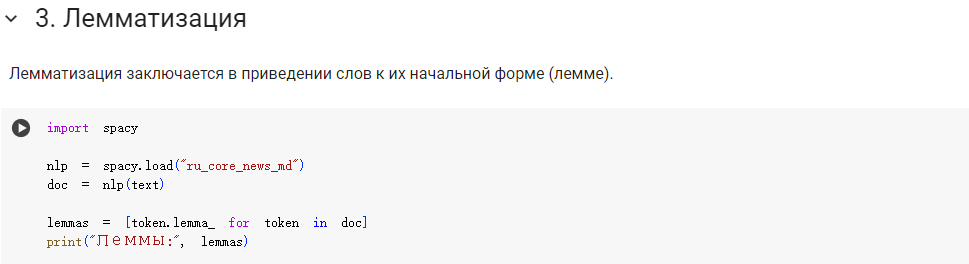 3. Лемматизация
Лемматизация заключается в приведении слов к их начальной форме (лемме).
import spacy
nlp = spacy.load("ru_core_news_md")
doc = nlp(text)
lemmas = [token.lemma_ for token in doc]
print("Леммы:", lemmas)